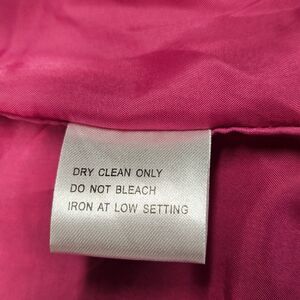 DRY CLEAN ONLY
DO NOT BLEACH
IRON AT LOW SETTING